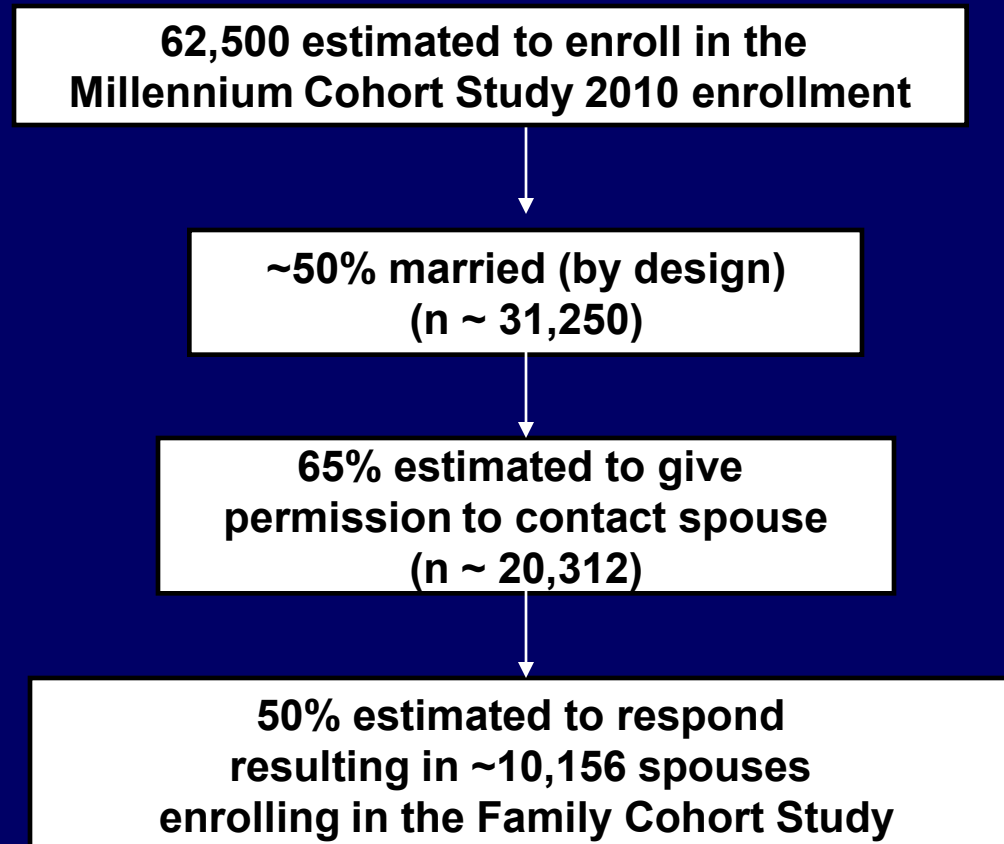 62,500 estimated to enroll in the
Millennium Cohort Study 2010 enrollment
~50% married (by design)
(n ~ 31,250)
65% estimated to give
permission to contact spouse
(n ~ 20,312)
50% estimated to respond
resulting in ~10,156 spouses
enrolling in the Family Cohort Study